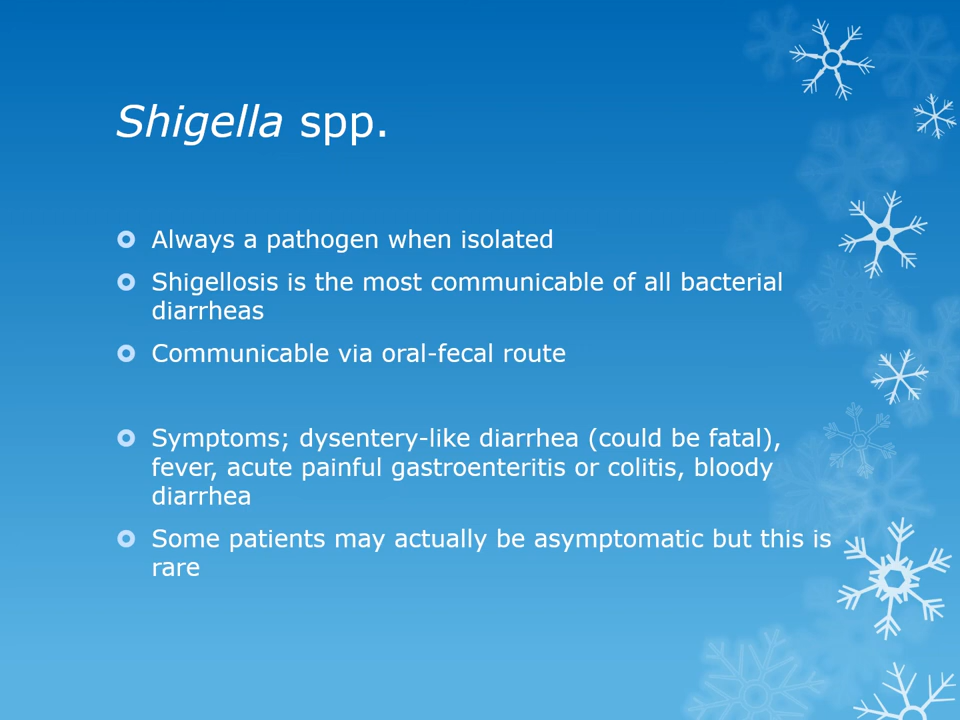 Shigella spp.
Always a pathogen when isolated
Shigellosis is the most communicable of all bacterial
diarrheas
Communicable via oral-fecal route
Symptoms; dysentery-like diarrhea (could be fatal),
fever, acute painful gastroenteritis or colitis, bloody
diarrhea
Some patients may actually be asymptomatic but this is
rare